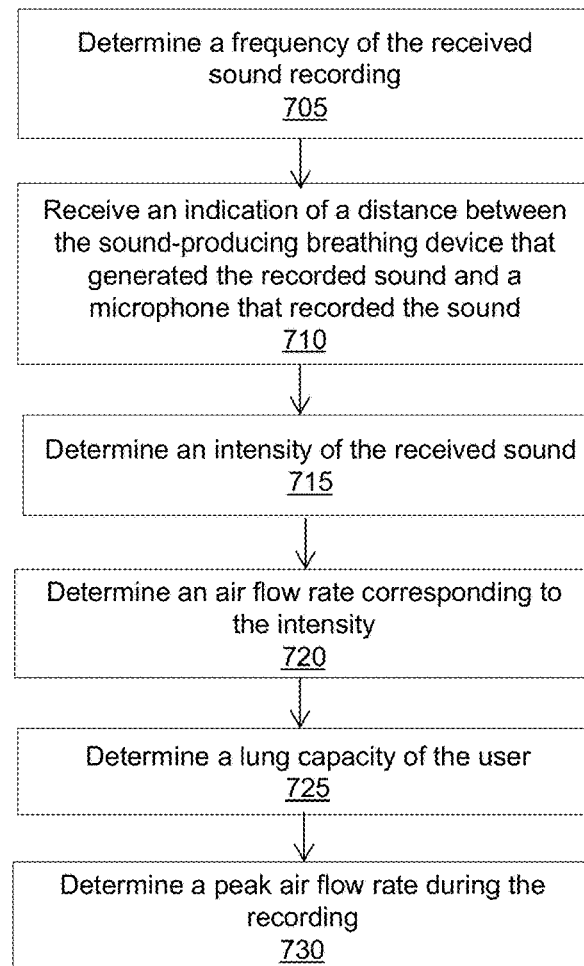 Determine a frequency of the received
sound recording
705
Receive an indication of a distance between
the sound-producing breathing device that
generated the recorded sound and a
microphone that recorded the sound
710
Determine an intensity of the received sound
715
Determine an air flow rate corresponding to
the intensity
720
Determine a lung capacity of the user
725
Determine a peak air flow rate during the
recording
730